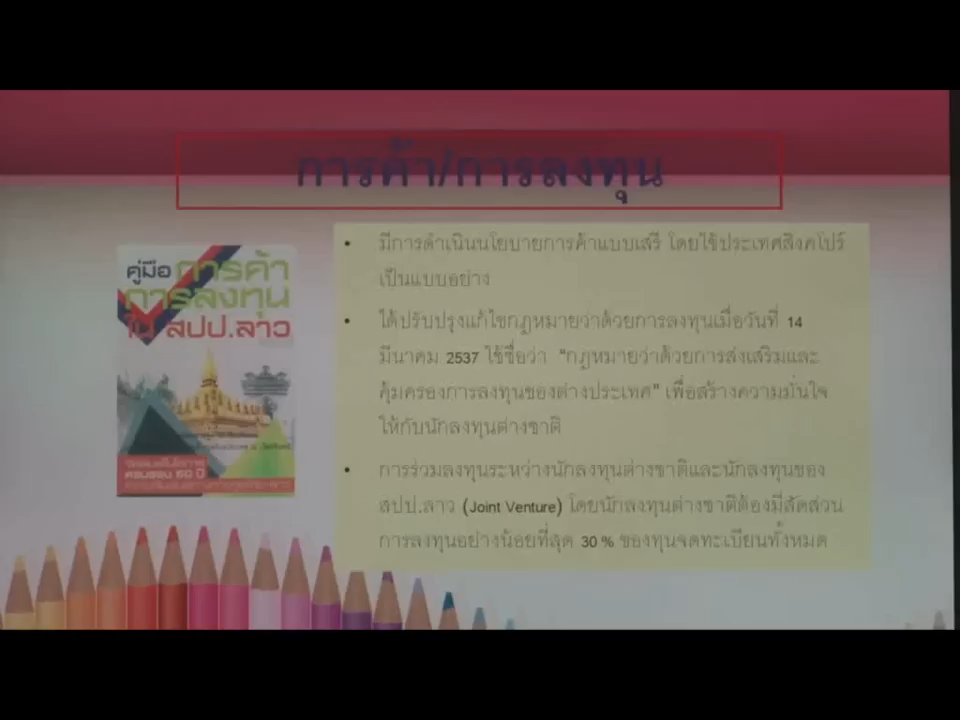 การค้า/การลงทุน
คู่มือ การค้า
การลงทุน
ใน สปป.ลาว
• มีการดำเนินนโยบายการค้าแบบเสรี โดยใช้ประเทศสิงคโปร์
เป็นแบบอย่าง
• ได้ปรับปรุงแก้ไขกฎหมายว่าด้วยการลงทุนเมื่อวันที่ 14
มีนาคม 2537 ใช้ชื่อว่า "กฎหมายว่าด้วยการส่งเสริมและ
คุ้มครองการลงทุนของต่างประเทศ" เพื่อสร้างความมั่นใจ
ให้กับนักลงทุนต่างชาติ
• การร่วมลงทุนระหว่างนักลงทุนต่างชาติและนักลงทุนของ
สปป.ลาว (Joint Venture) โดยนักลงทุนต่างชาติต้องมีสัดส่วน
การลงทุนอย่างน้อยที่สุด 30 % ของทุนจดทะเบียนทั้งหมด